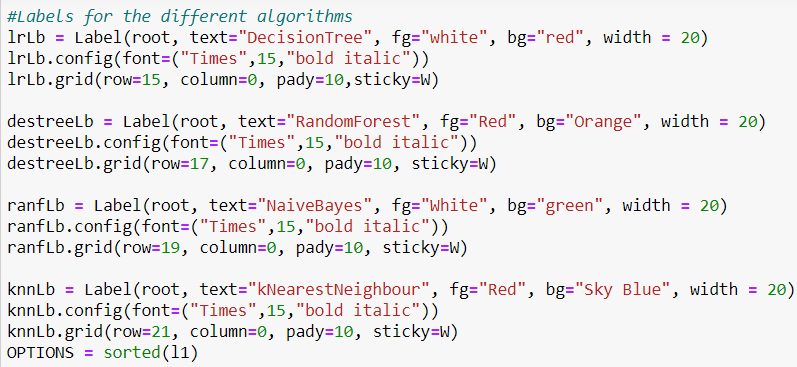 #Labels for the different algorithms
lrLb = Label(root, text="DecisionTree", fg="white", bg="red", width = 20)
lrLb.config(font=("Times",15,"bold italic"))
lrLb.grid(row=15, column=0, pady=10,sticky=W)
destreeLb = Label(root, text="RandomForest", fg="Red", bg="Orange", width = 20)
destreeLb.config(font=("Times",15,"bold italic"))
destreeLb.grid(row=17, column=0, pady=10, sticky=W)
ranfLb = Label(root, text="NaiveBayes", fg="White", bg="green", width = 20)
ranfLb.config(font=("Times",15,"bold italic"))
ranfLb.grid(row=19, column=0, pady=10, sticky=W)
knnLb = Label(root, text="kNearestNeighbour", fg="Red", bg="Sky Blue", width = 20)
knnLb.config(font=("Times",15,"bold italic"))
knnLb.grid(row=21, column=0, pady=10, sticky=W)
OPTIONS = sorted(l1)